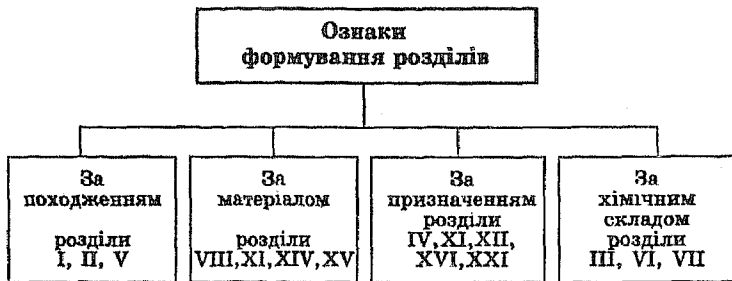 Ознаки
формування розділів
За
походженням
розділи
I, II, V
За
матеріалом
розділи
VIII,XI,XIV,XV
За
призначенням
розділи
IV,XI,XII,
XVI,XXI
За
хімічним
складом
розділи
III, VI, VII